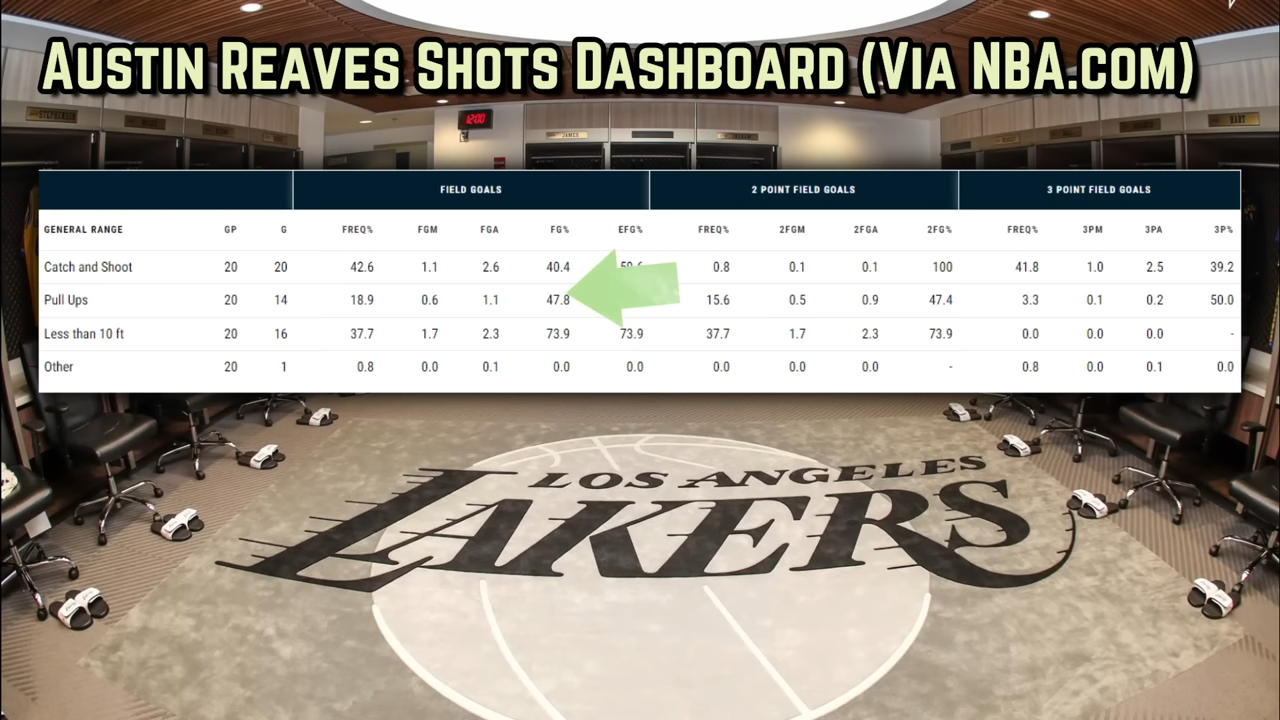 Austin Reaves Shots Dashboard (Via NBA.com)
12:00
JAMES
HART
FIELD GOALS 2 POINT FIELD GOALS 3 POINT FIELD GOALS
GENERAL RANGE GP G FREQ% FGM FGA FG% EFG% FREQ% 2FGM 2FGA 2FG% FREQ% 3PM 3PA 3P%
Catch and Shoot 20 20 42.6 1.1 2.6 40.4 0.8 0.1 0.1 100 41.8 1.0 2.5 39.2
Pull Ups 20 14 18.9 0.6 1.1 47.8 15.6 0.5 0.9 47.4 3.3 0.1 0.2 50.0
Less than 10 ft 20 16 37.7 1.7 2.3 73.9 73.9 37.7 1.7 2.3 73.9 0.0 0.0 0.0 -
Other 20 1 0.8 0.0 0.1 0.0 0.0 0.0 0.0 0.0 - 0.8 0.0 0.1 0.0
LOS ANGELES
LAKERS